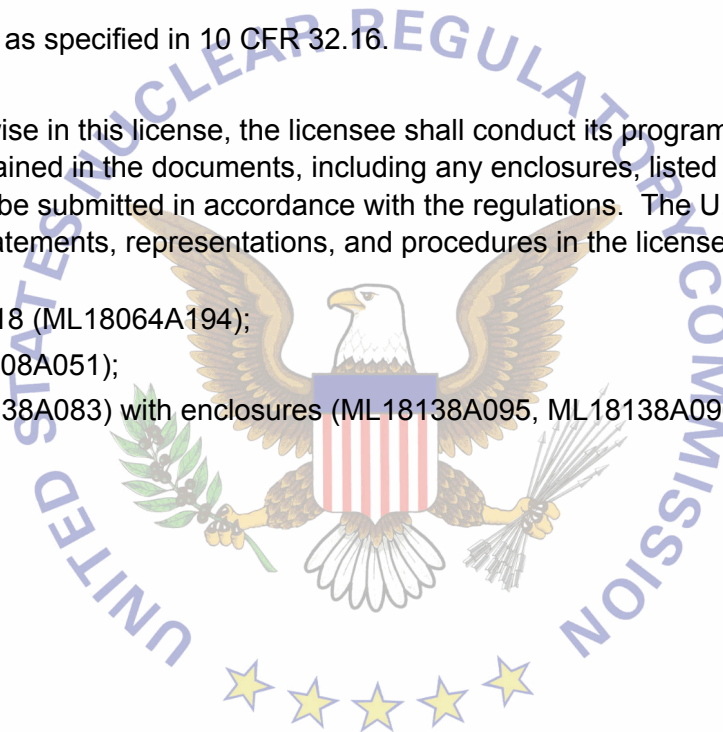 as specified in 10 CFR 32.16.
wise in this license, the licensee shall conduct its program
tained in the documents, including any enclosures, listed
be submitted in accordance with the regulations. The U
atements, representations, and procedures in the license
18 (ML18064A194);
08A051);
38A083) with enclosures (ML18138A095, ML18138A09
UNITED STATES NUCLEAR REGULATORY COMMISSION